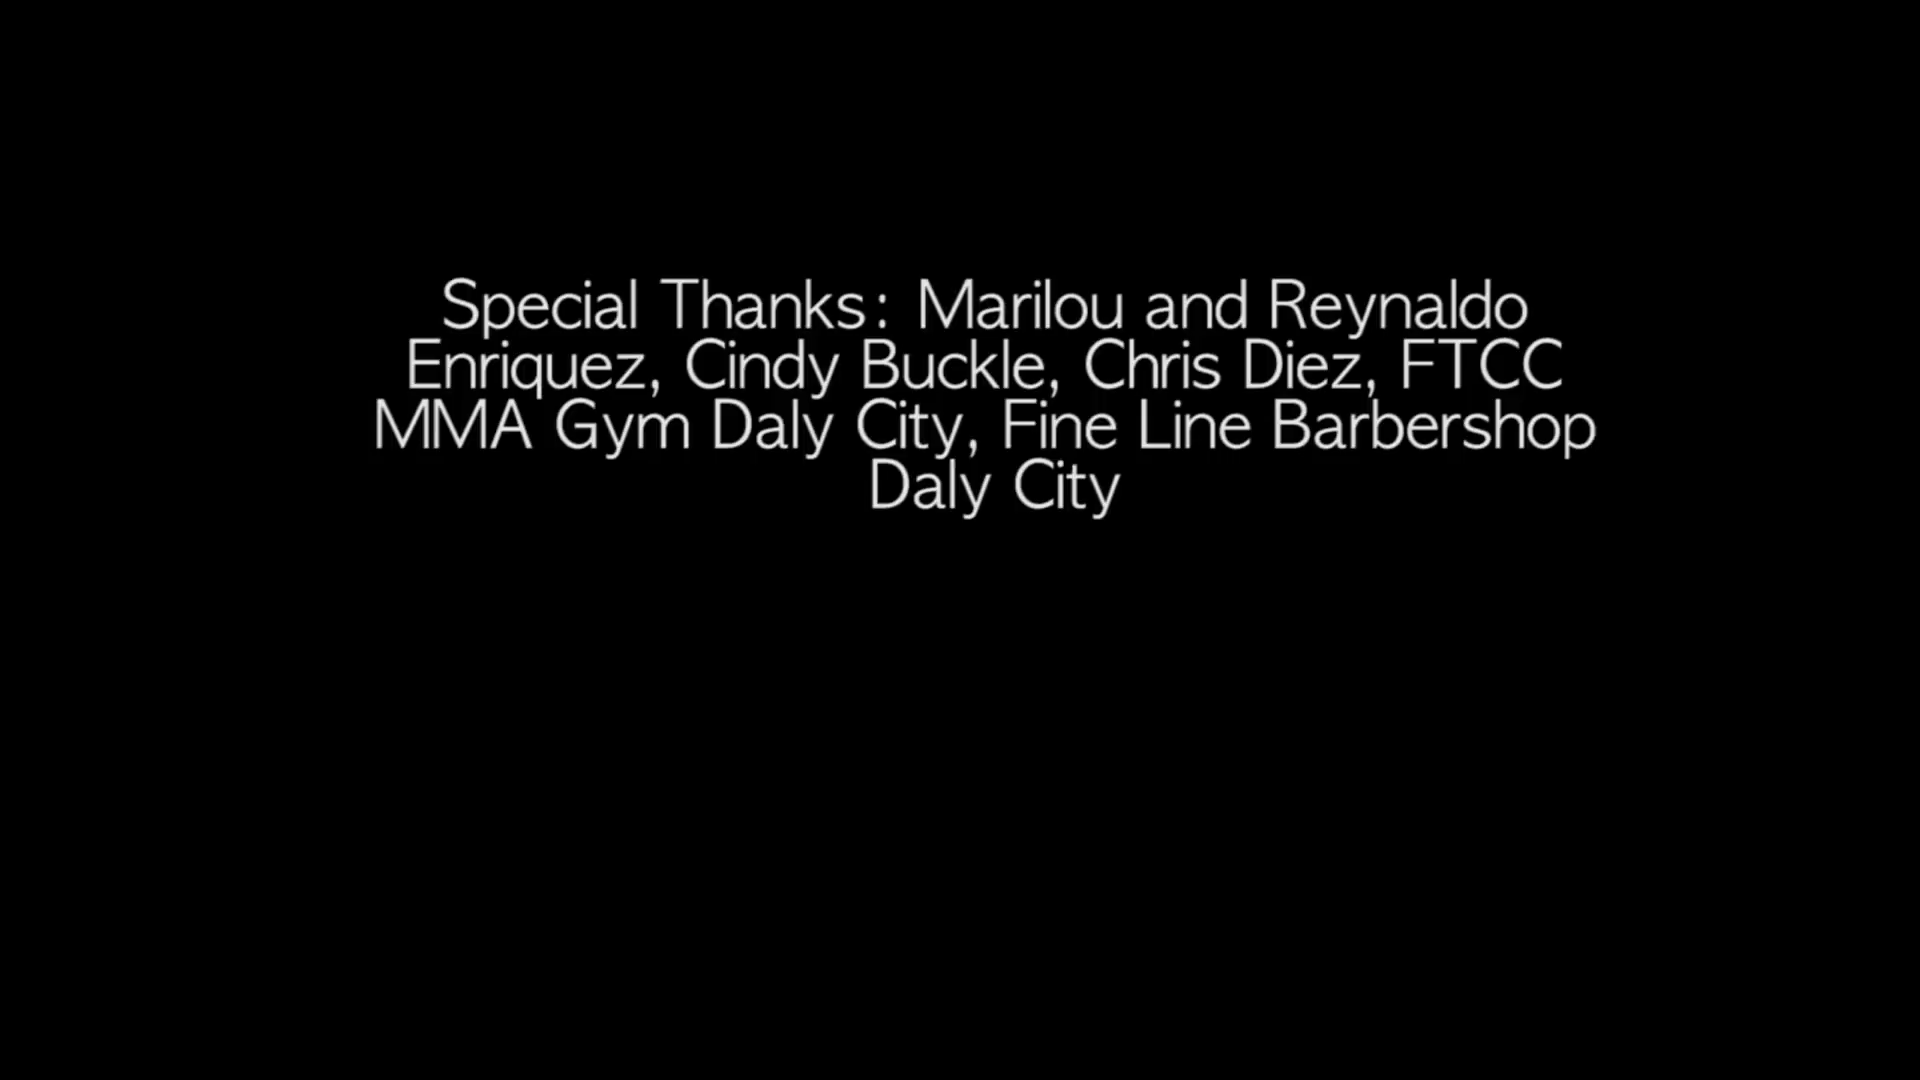 Special Thanks: Marilou and Reynaldo
Enriquez, Cindy Buckle, Chris Diez, FTCC
MMA Gym Daly City, Fine Line Barbershop
Daly City